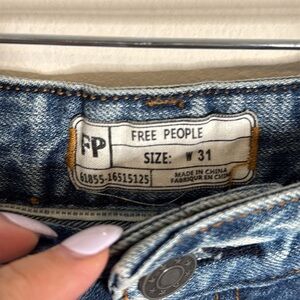 FP
FREE PEOPLE
SIZE: W 31
61855-16515125
MADE IN CHINA
FABRIQUÉ EN CHINE